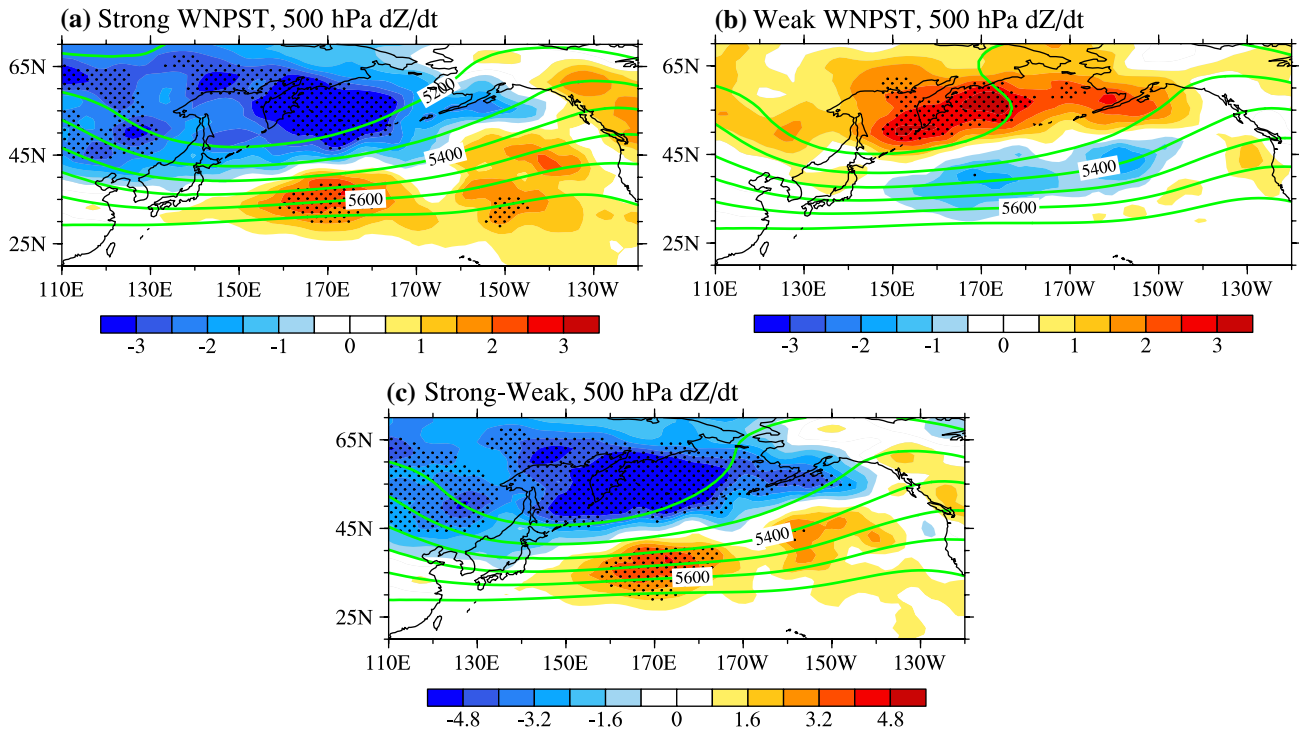 (a) Strong WNPST, 500 hPa dZ/dt
65N
45N
25N
5200
5400
5600
110E 130E 150E 170E 170W 150W 130W
-3 -2 -1 0 1 2 3
(b) Weak WNPST, 500 hPa dZ/dt
65N
45N
25N
5400
5600
110E 130E 150E 170E 170W 150W 130W
-3 -2 -1 0 1 2 3
(c) Strong-Weak, 500 hPa dZ/dt
65N
45N
25N
5400
5600
110E 130E 150E 170E 170W 150W 130W
-4.8 -3.2 -1.6 0 1.6 3.2 4.8